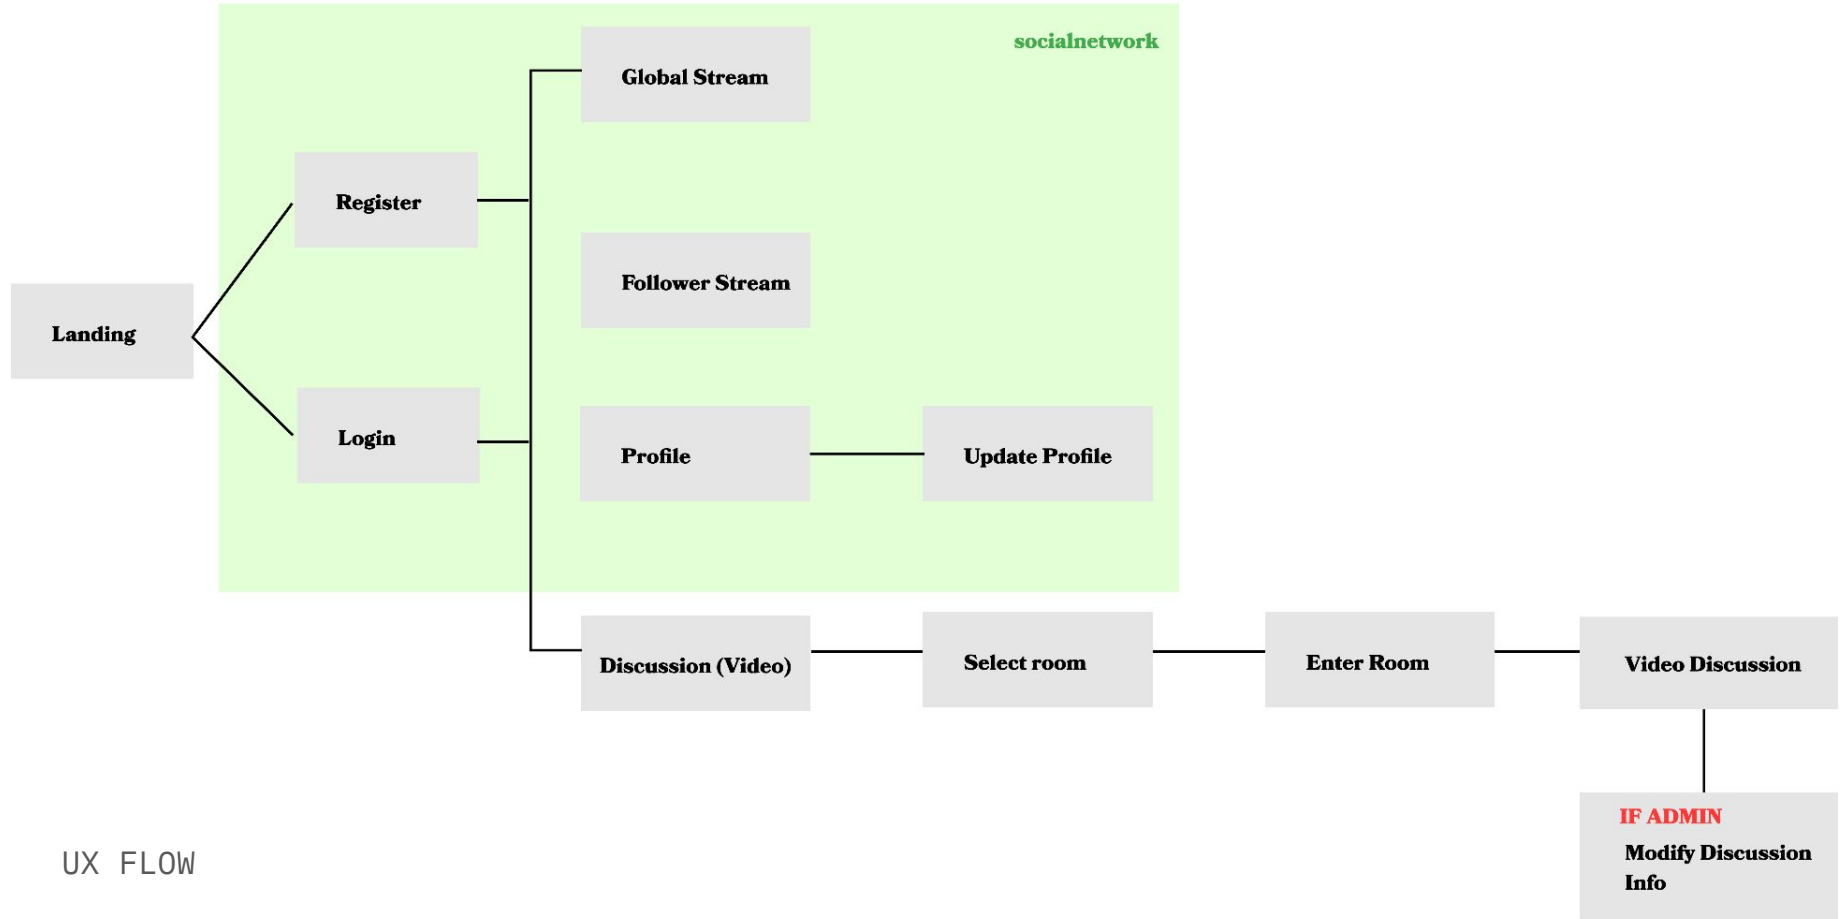 socialnetwork
Global Stream
Register
Follower Stream
Landing
Login
Profile
Update Profile
Discussion (Video)
Select room
Enter Room
Video Discussion
IF ADMIN
Modify Discussion
Info
UX FLOW